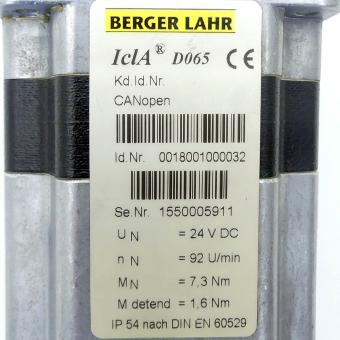 BERGER LAHR
IclA® D065 CE
Kd.Id.Nr.
CANopen
Id.Nr. 0018001000032
Se.Nr. 1550005911
U N = 24 V DC
n N = 92 U/min
M N = 7,3 Nm
M detend = 1,6 Nm
IP 54 nach DIN EN 60529